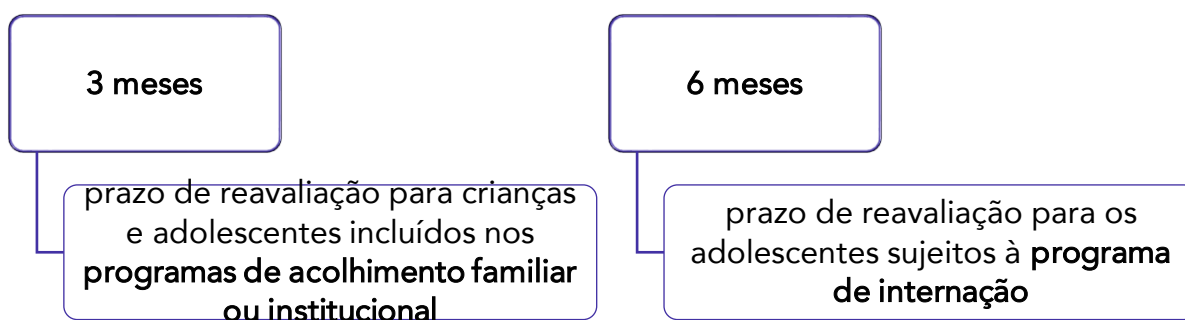 3 meses
prazo de reavaliação para crianças
e adolescentes incluídos nos
programas de acolhimento familiar
ou institucional
6 meses
prazo de reavaliação para os
adolescentes sujeitos à programa
de internação